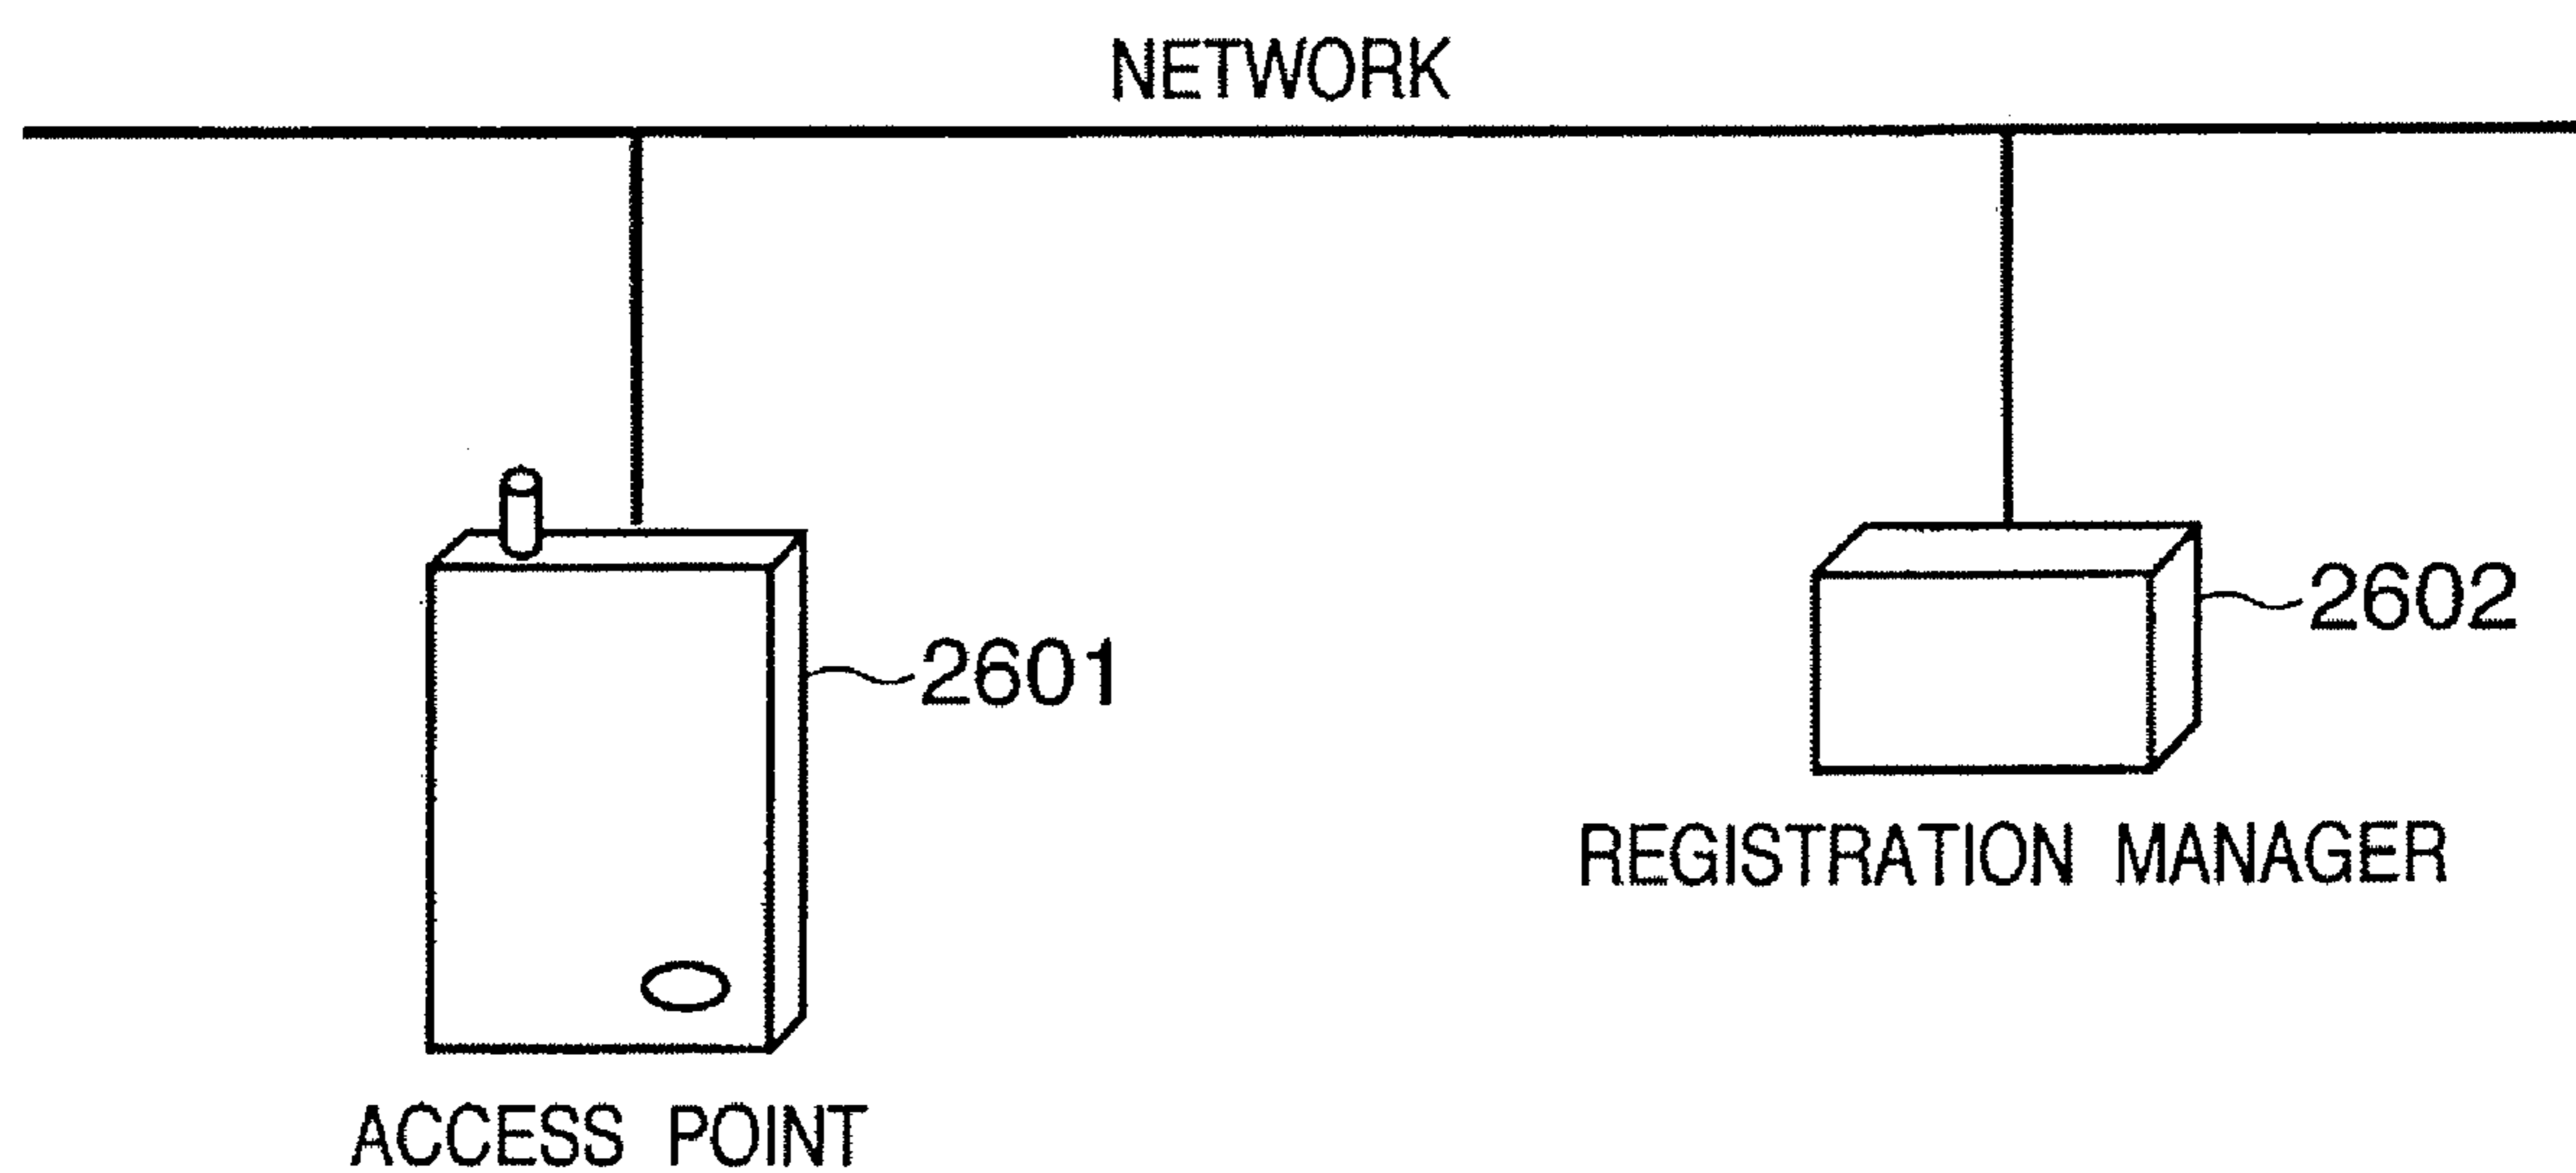 NETWORK
2601
2602
REGISTRATION MANAGER
ACCESS POINT